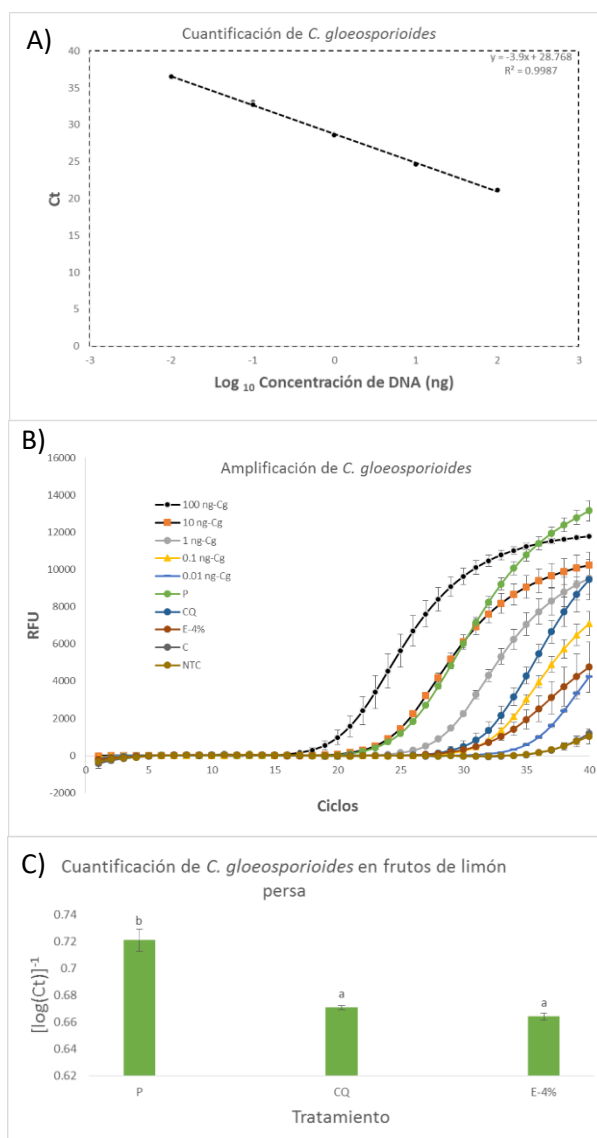 A)
Cuantificación de C. gloeosporioides
y = -3.9x + 28.768
R² = 0.9987
40
35
30
25
20
15
10
5
0
Ct
-3 -2 -1 0 1 2 3
Log 10 Concentración de DNA (ng)
B)
Amplificación de C. gloeosporioides
16000
14000
12000
10000
8000
6000
4000
2000
0
-2000
RFU
100 ng-Cg
10 ng-Cg
1 ng-Cg
0.1 ng-Cg
0.01 ng-Cg
P
CQ
E-4%
C
NTC
0 5 10 15 20 25 30 35 40
Ciclos
C)
Cuantificación de C. gloeosporioides en frutos de limón
persa
0.74
0.72
0.7
0.68
0.66
0.64
0.62
[log(Ct)]⁻¹
b
a
a
P CQ E-4%
Tratamiento